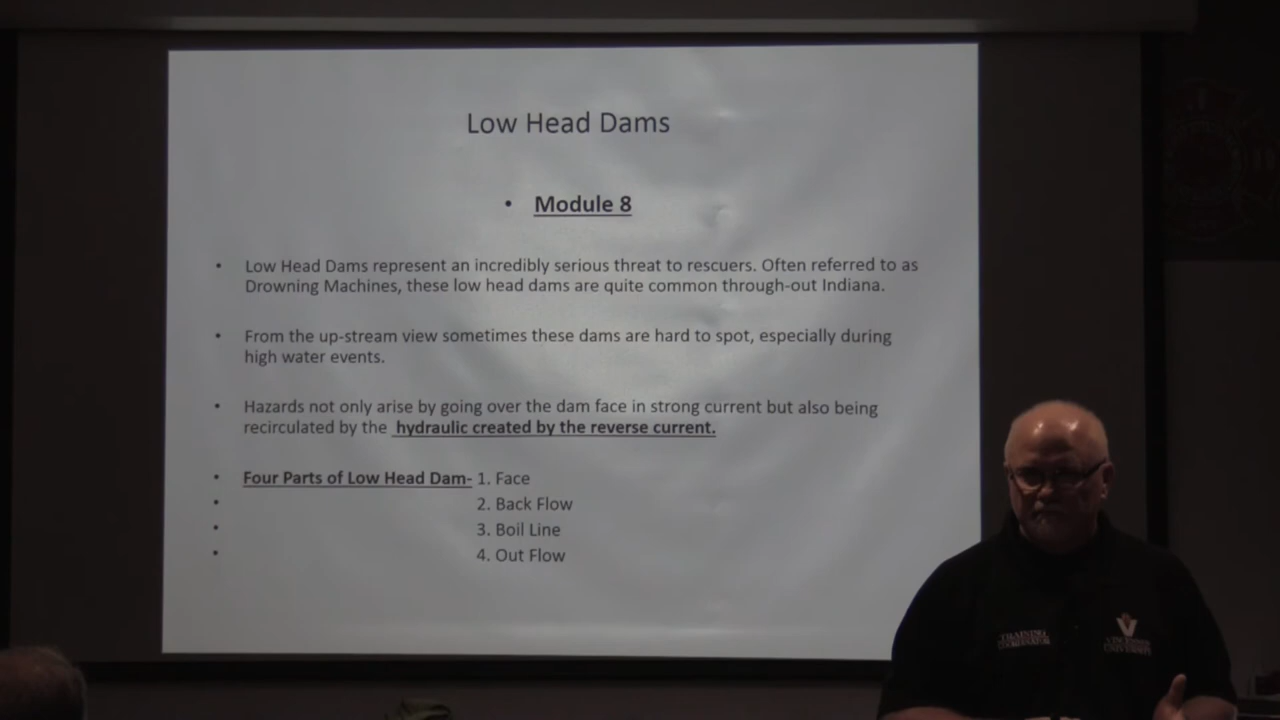 Low Head Dams
• Module 8
• Low Head Dams represent an incredibly serious threat to rescuers. Often referred to as
Drowning Machines, these low head dams are quite common through-out Indiana.
• From the up-stream view sometimes these dams are hard to spot, especially during
high water events.
• Hazards not only arise by going over the dam face in strong current but also being
recirculated by the hydraulic created by the reverse current.
• Four Parts of Low Head Dam- 1. Face
• 2. Back Flow
• 3. Boil Line
• 4. Out Flow
TRAINING
COORDINATOR
V
VINCENNES
UNIVERSITY